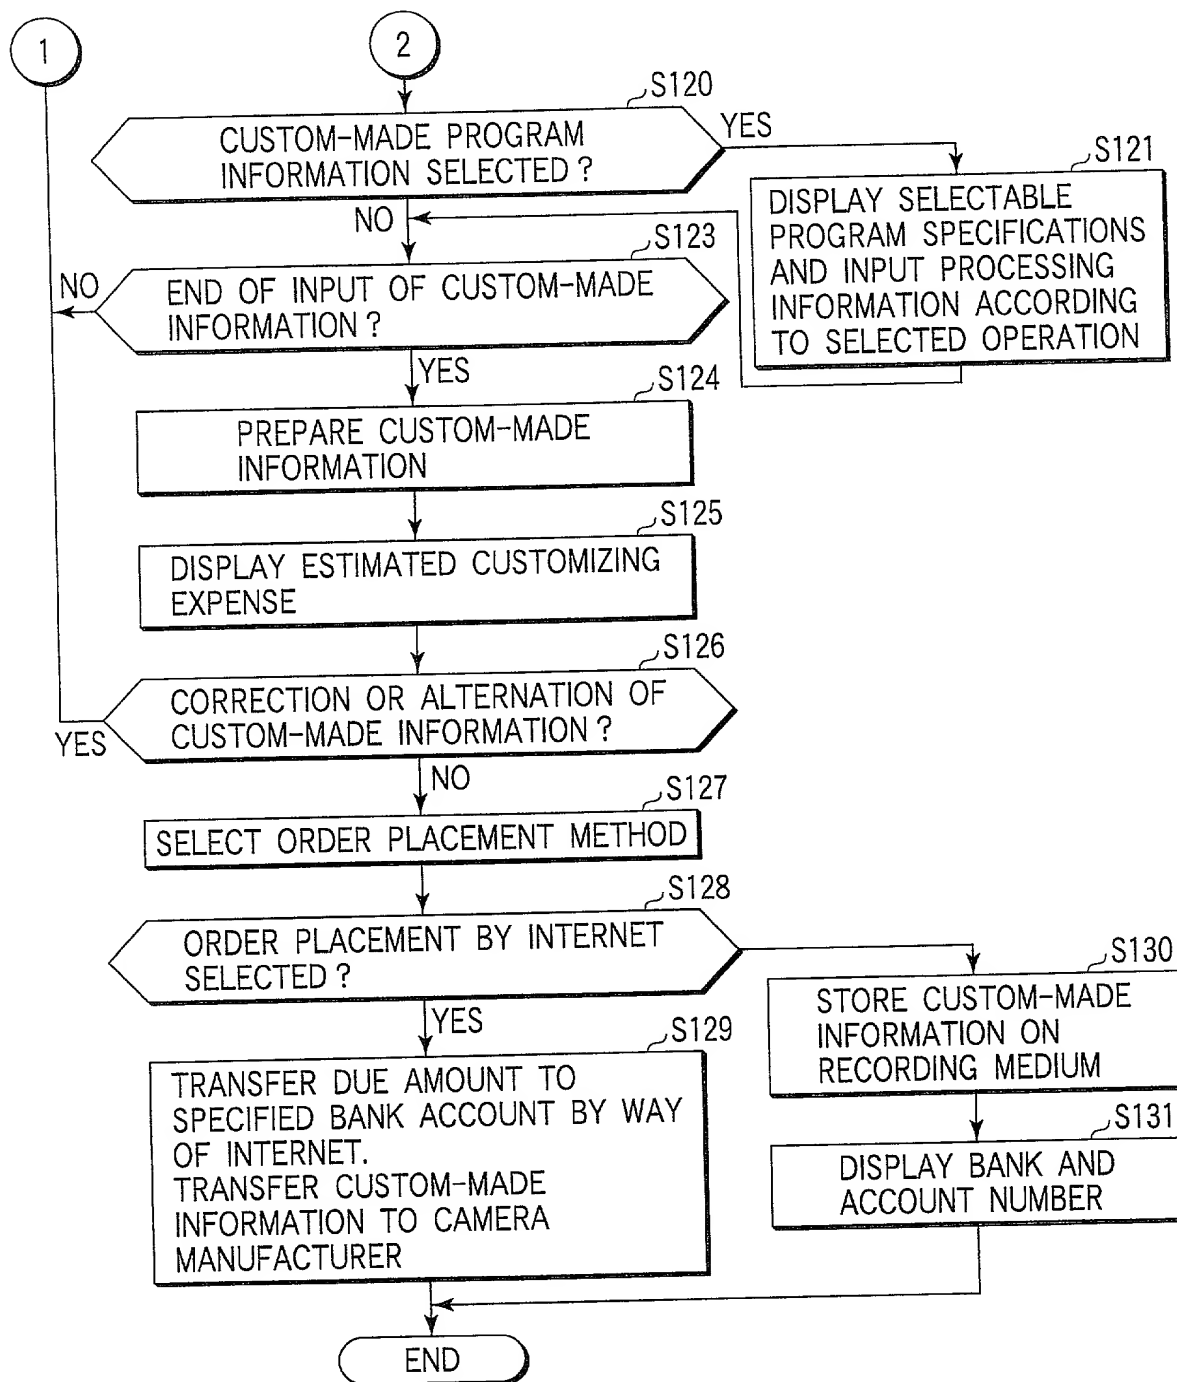 1
2
S120
CUSTOM-MADE PROGRAM
INFORMATION SELECTED?
YES
NO
S121
DISPLAY SELECTABLE
PROGRAM SPECIFICATIONS
AND INPUT PROCESSING
INFORMATION ACCORDING
TO SELECTED OPERATION
S123
NO
END OF INPUT OF CUSTOM-MADE
INFORMATION?
YES
S124
PREPARE CUSTOM-MADE
INFORMATION
S125
DISPLAY ESTIMATED CUSTOMIZING
EXPENSE
S126
CORRECTION OR ALTERNATION OF
CUSTOM-MADE INFORMATION?
YES
NO
S127
SELECT ORDER PLACEMENT METHOD
S128
ORDER PLACEMENT BY INTERNET
SELECTED?
YES
S129
TRANSFER DUE AMOUNT TO
SPECIFIED BANK ACCOUNT BY WAY
OF INTERNET.
TRANSFER CUSTOM-MADE
INFORMATION TO CAMERA
MANUFACTURER
S130
STORE CUSTOM-MADE
INFORMATION ON
RECORDING MEDIUM
S131
DISPLAY BANK AND
ACCOUNT NUMBER
END